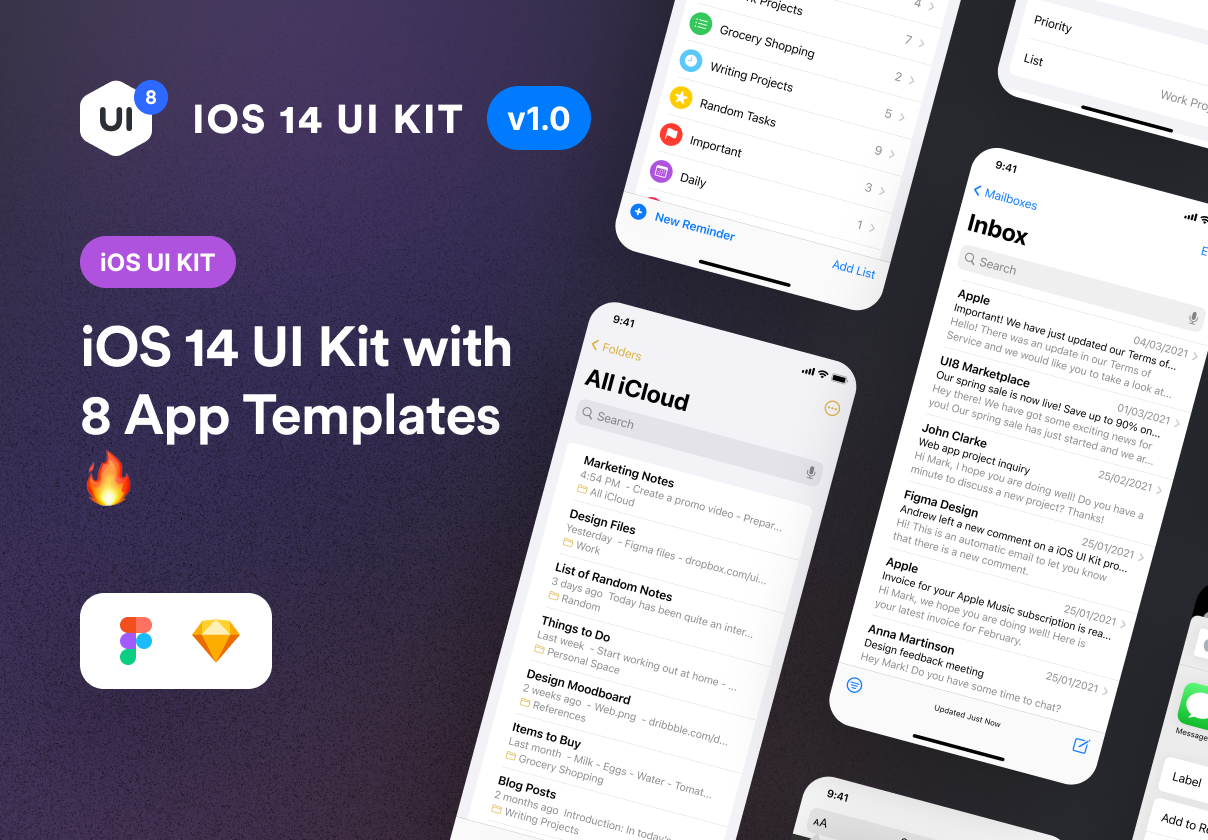 UI
8
IOS 14 UI KIT
v1.0
iOS UI KIT
iOS 14 UI Kit with
8 App Templates
🔥
Projects
4
Grocery Shopping
7
Writing Projects
2
Random Tasks
5
Important
9
Daily
3
1
New Reminder
Add List
Priority
List
9:41
Folders
All iCloud
Search
Marketing Notes
4:54 PM - Create a promo video - Prepar...
All iCloud
Design Files
Yesterday - Figma files - dropbox.com/ui...
Work
List of Random Notes
3 days ago Today has been quite an inter...
Random
Things to Do
Last week - Start working out at home - ...
Personal Space
Design Moodboard
2 weeks ago - Web.png - dribbble.com/d...
References
Items to Buy
Last month - Milk - Eggs - Water - Tomat...
Grocery Shopping
Blog Posts
2 months ago Introduction: In today's
Writing Projects
9:41
Mailboxes
E
Inbox
Search
Apple
04/03/2021
Important! We have just updated our Terms of...
Hello! There was an update in our Terms of
Service and we would like you to take a look at...
UI8 Marketplace
01/03/2021
Our spring sale is now live! Save up to 90% on...
Hey there! We have got some exciting news for
you! Our spring sale has just started and we ar...
John Clarke
25/02/2021
Web app project inquiry
Hi Mark, I hope you are doing well! Do you have a
minute to discuss a new project? Thanks!
Figma Design
25/01/2021
Andrew left a new comment on a iOS UI Kit pro...
Hi! This is an automatic email to let you know
that there is a new comment.
Apple
25/01/2021
Invoice for your Apple Music subscription is rea...
Hi Mark, we hope you are doing well! Here is
your latest invoice for February.
Anna Martinson
25/01/2021
Design feedback meeting
Hey Mark! Do you have some time to chat?
Updated Just Now
Work Proj
9:41
AA
Message
Label
Add to Re